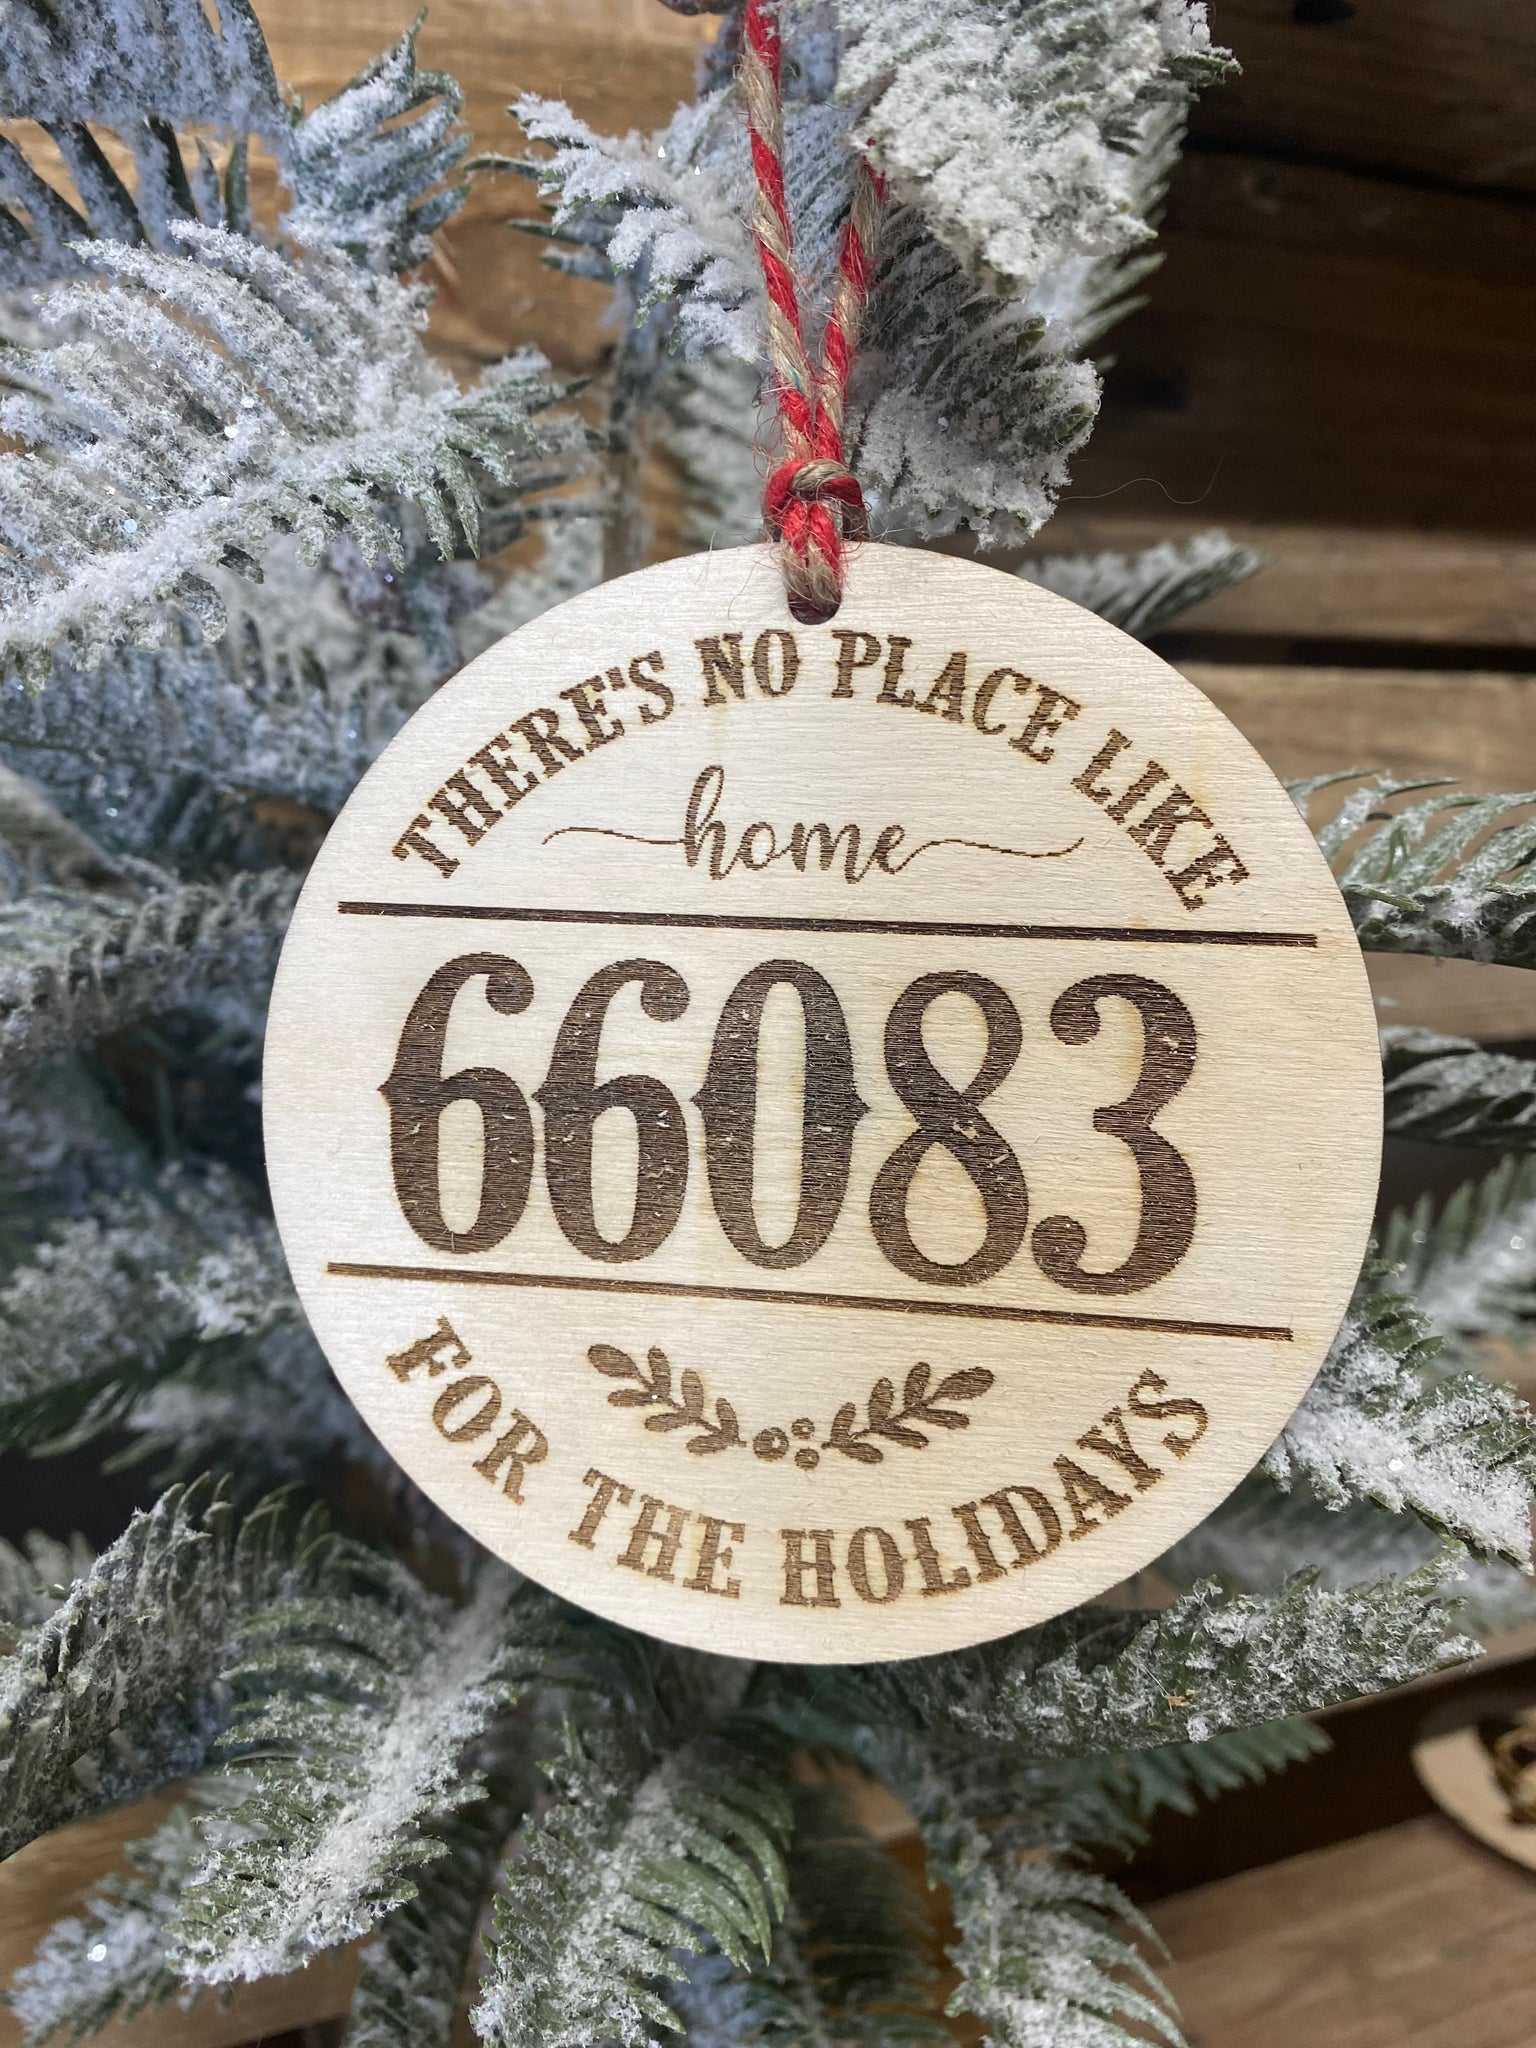 THERE'S NO PLACE LIKE
home
66083
FOR THE HOLIDAYS